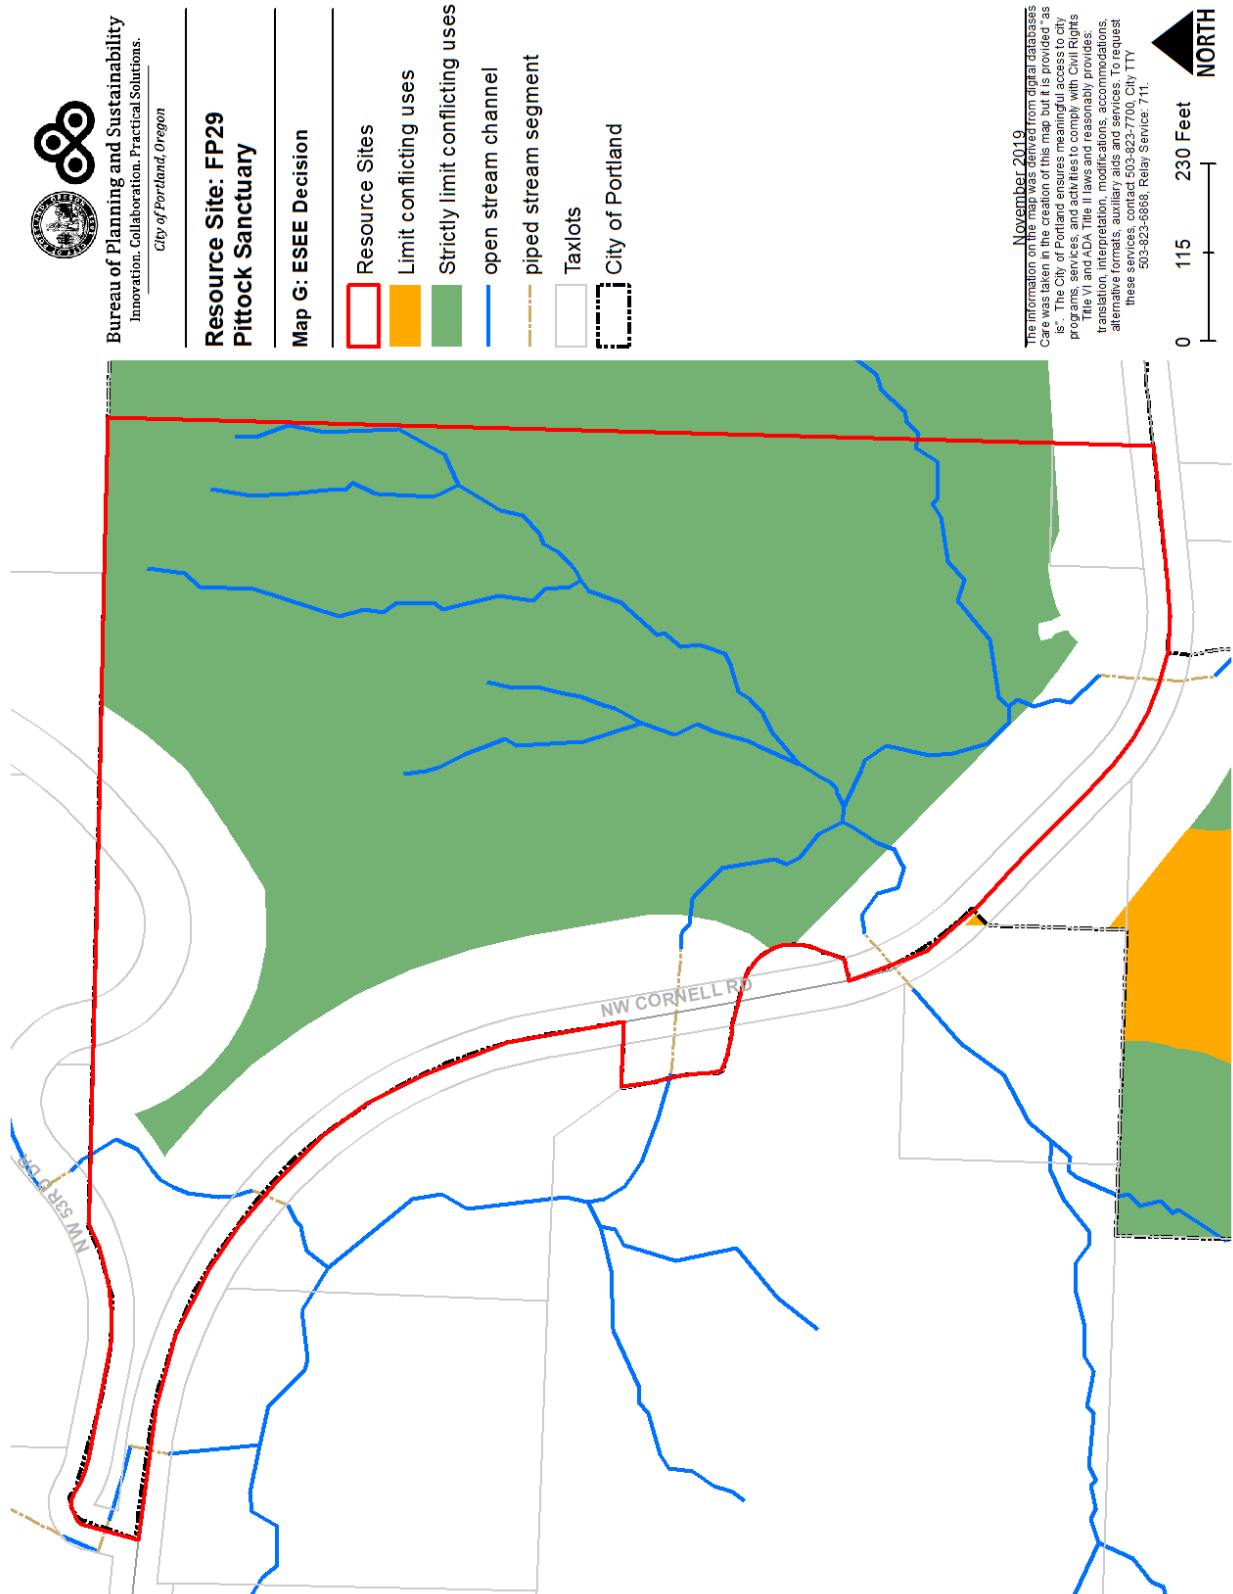 Bureau of Planning and Sustainability
Innovation. Collaboration. Practical Solutions.
City of Portland, Oregon
Resource Site: FP29
Pittock Sanctuary
Map G: ESEE Decision
Resource Sites
Limit conflicting uses
Strictly limit conflicting uses
open stream channel
piped stream segment
Taxlots
City of Portland
November 2019
The information on the map was derived from digital databases
Care was taken in the creation of this map but it is provided "as
is". The City of Portland ensures meaningful access to city
programs, services, and activities to comply with Civil Rights
Title VI and ADA Title II laws and reasonably provides:
translation, interpretation, modifications, accommodations,
alternative formats, auxiliary aids and services. To request
these services, contact 503-823-7700, City TTY
503-823-6868, Relay Service: 711.
0 115 230 Feet
NORTH
NW 53RD DR
NW CORNELL RD